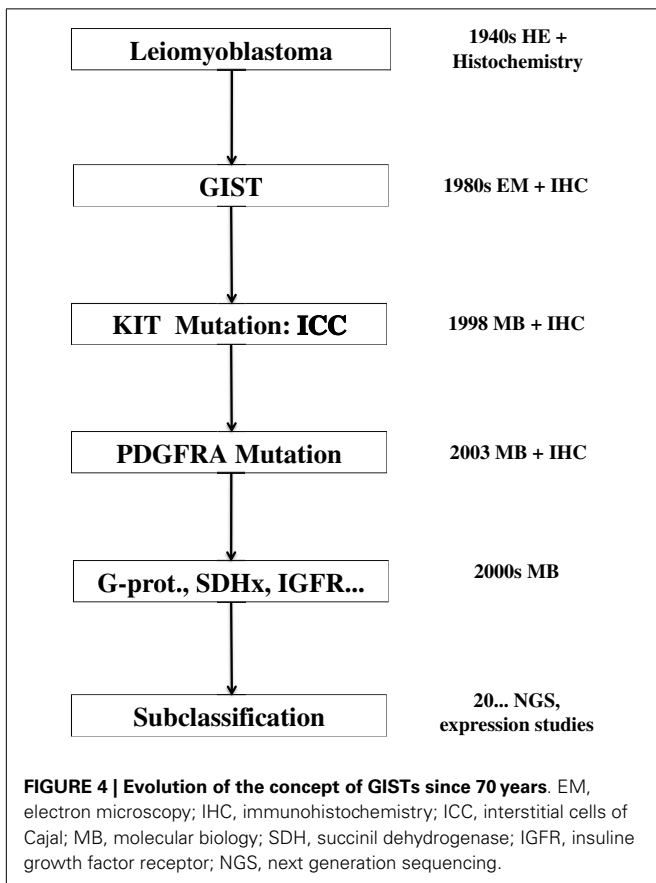 Leiomyoblastoma
1940s HE +
Histochemistry
GIST
1980s EM + IHC
KIT Mutation: ICC
1998 MB + IHC
PDGFRA Mutation
2003 MB + IHC
G-prot., SDHx, IGFR...
2000s MB
Subclassification
20... NGS,
expression studies
FIGURE 4 | Evolution of the concept of GISTs since 70 years. EM,
electron microscopy; IHC, immunohistochemistry; ICC, interstitial cells of
Cajal; MB, molecular biology; SDH, succinil dehydrogenase; IGFR, insuline
growth factor receptor; NGS, next generation sequencing.